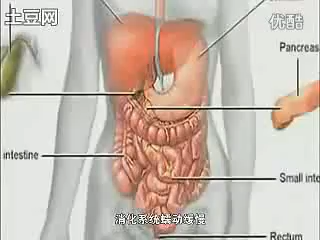 土豆网
优酷
Pancreas
intestine
Small inte
消化系统蠕动缓慢
Rectum